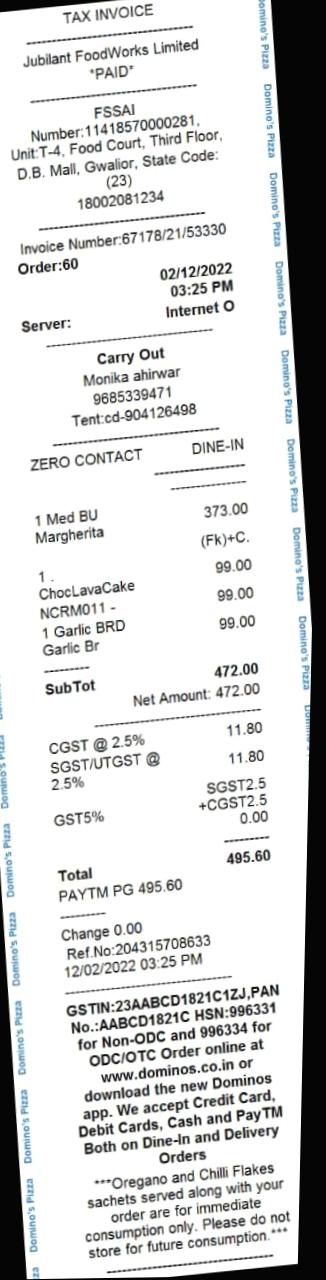 TAX INVOICE
------------------------------
Jubilant FoodWorks Limited
*PAID*
------------------------------
FSSAI
Number:11418570000281,
Unit:T-4, Food Court, Third Floor,
D.B. Mall, Gwalior, State Code:
(23)
18002081234
------------------------------
Invoice Number:67178/21/53330
Order:60
02/12/2022
03:25 PM
Server: Internet O
------------------------------
Carry Out
Monika ahirwar
9685339471
Tent:cd-904126498
------------------------------
ZERO CONTACT DINE-IN
----------------
-------------
1 Med BU 373.00
Margherita
(Fk)+C.
1 . 99.00
ChocLavaCake
NCRM011 - 99.00
1 Garlic BRD 99.00
Garlic Br
---------
SubTot 472.00
Net Amount: 472.00
------------------------------
CGST @ 2.5% 11.80
SGST/UTGST @ 11.80
2.5%
SGST2.5
GST5% +CGST2.5
0.00
---------
Total 495.60
PAYTM PG 495.60
---------
Change 0.00
Ref.No:204315708633
12/02/2022 03:25 PM
------------------------------
GSTIN:23AABCD1821C1ZJ,PAN
No.:AABCD1821C HSN:996331
for Non-ODC and 996334 for
ODC/OTC Order online at
www.dominos.co.in or
download the new Dominos
app. We accept Credit Card,
Debit Cards, Cash and PayTM
Both on Dine-In and Delivery
Orders
***Oregano and Chilli Flakes
sachets served along with your
order are for immediate
consumption only. Please do not
store for future consumption.***
------------------------------
Domino's Pizza
Domino's Pizza
Domino's Pizza
Domino's Pizza
Domino's Pizza
Domino's Pizza
Domino's Pizza
Domino's Pizza
Domino's Pizza
Domino's Pizza
Domino's Pizza
Domino's Pizza
Domino's Pizza
Domino's Pizza